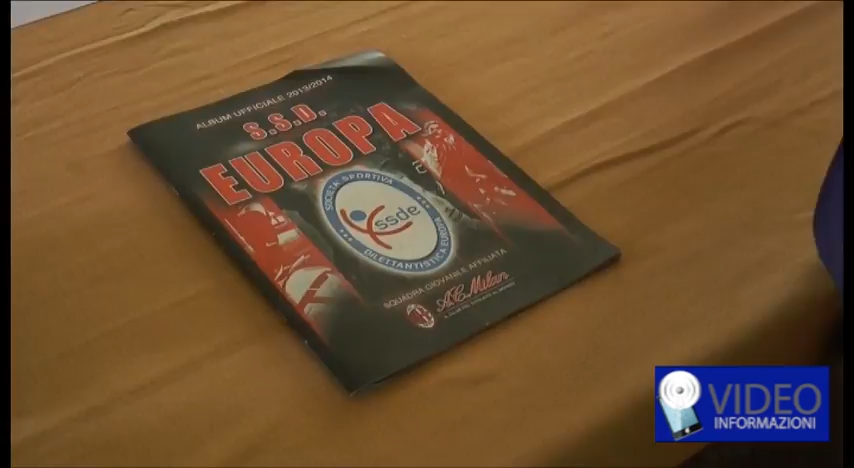 ALBUM UFFICIALE 2013/2014
S.S.D.
EUROPA
SOCIETÀ SPORTIVA
ssde
DILETTANTISTICA EUROPA
SQUADRA GIOVANILE AFFILIATA
A.C. Milan
VIDEO
INFORMAZIONI